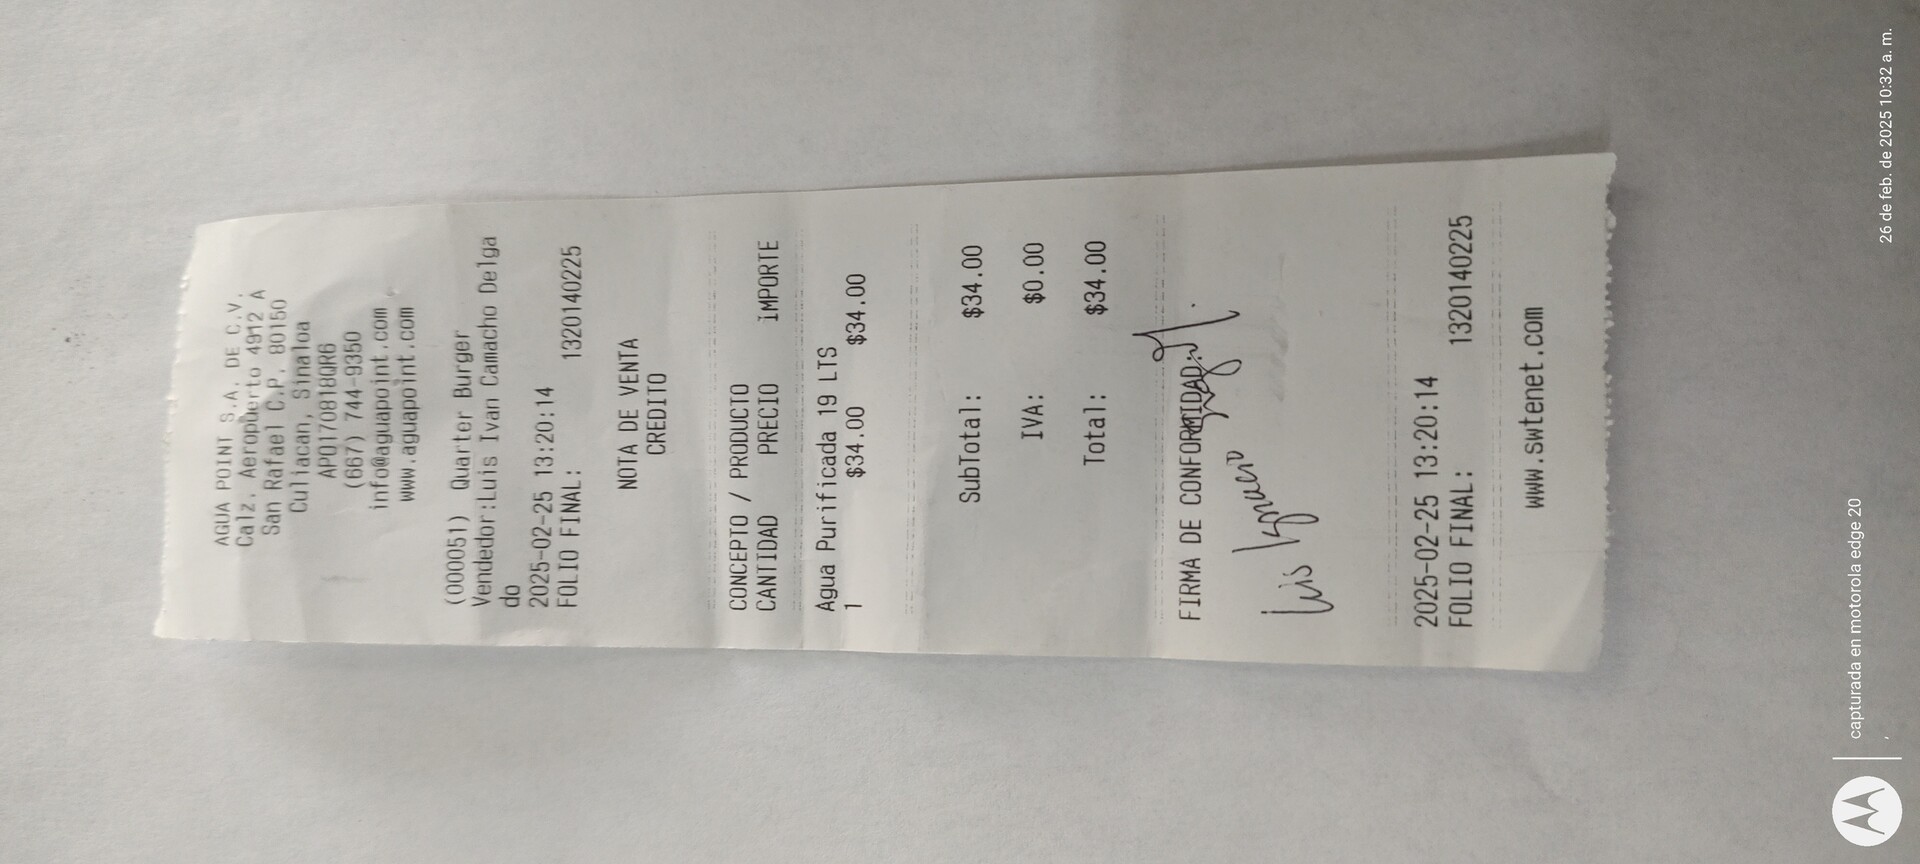 AGUA POINT S.A. DE C.V.
Calz. Aeropuerto 4912 A
San Rafael C.P. 80150
Culiacan, Sinaloa
APO170818QR6
(667) 744-9350
info@aguapoint.com
www.aguapoint.com
(000051) Quarter Burger
Vendedor:Luis Ivan Camacho Delga
do
2025-02-25 13:20:14
FOLIO FINAL: 1320140225
NOTA DE VENTA
CREDITO
CONCEPTO / PRODUCTO
CANTIDAD PRECIO IMPORTE
Agua Purificada 19 LTS
1 $34.00 $34.00
SubTotal: $34.00
IVA: $0.00
Total: $34.00
FIRMA DE CONFORMIDAD:
Luis Ignacio
2025-02-25 13:20:14
FOLIO FINAL: 1320140225
www.swtenet.com
capturada en motorola edge 20
,
26 de feb. de 2025 10:32 a. m.